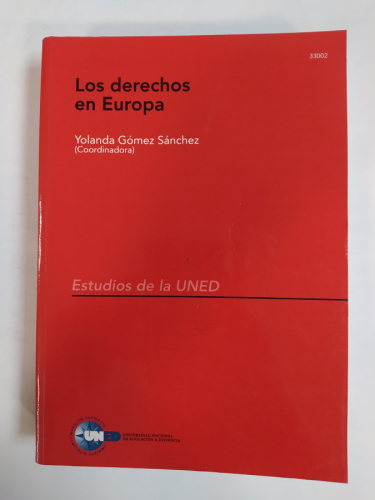 33002
Los derechos
en Europa
Yolanda Gómez Sánchez
(Coordinadora)
Estudios de la UNED
UNED
UNIVERSIDAD NACIONAL
DE EDUCACIÓN A DISTANCIA